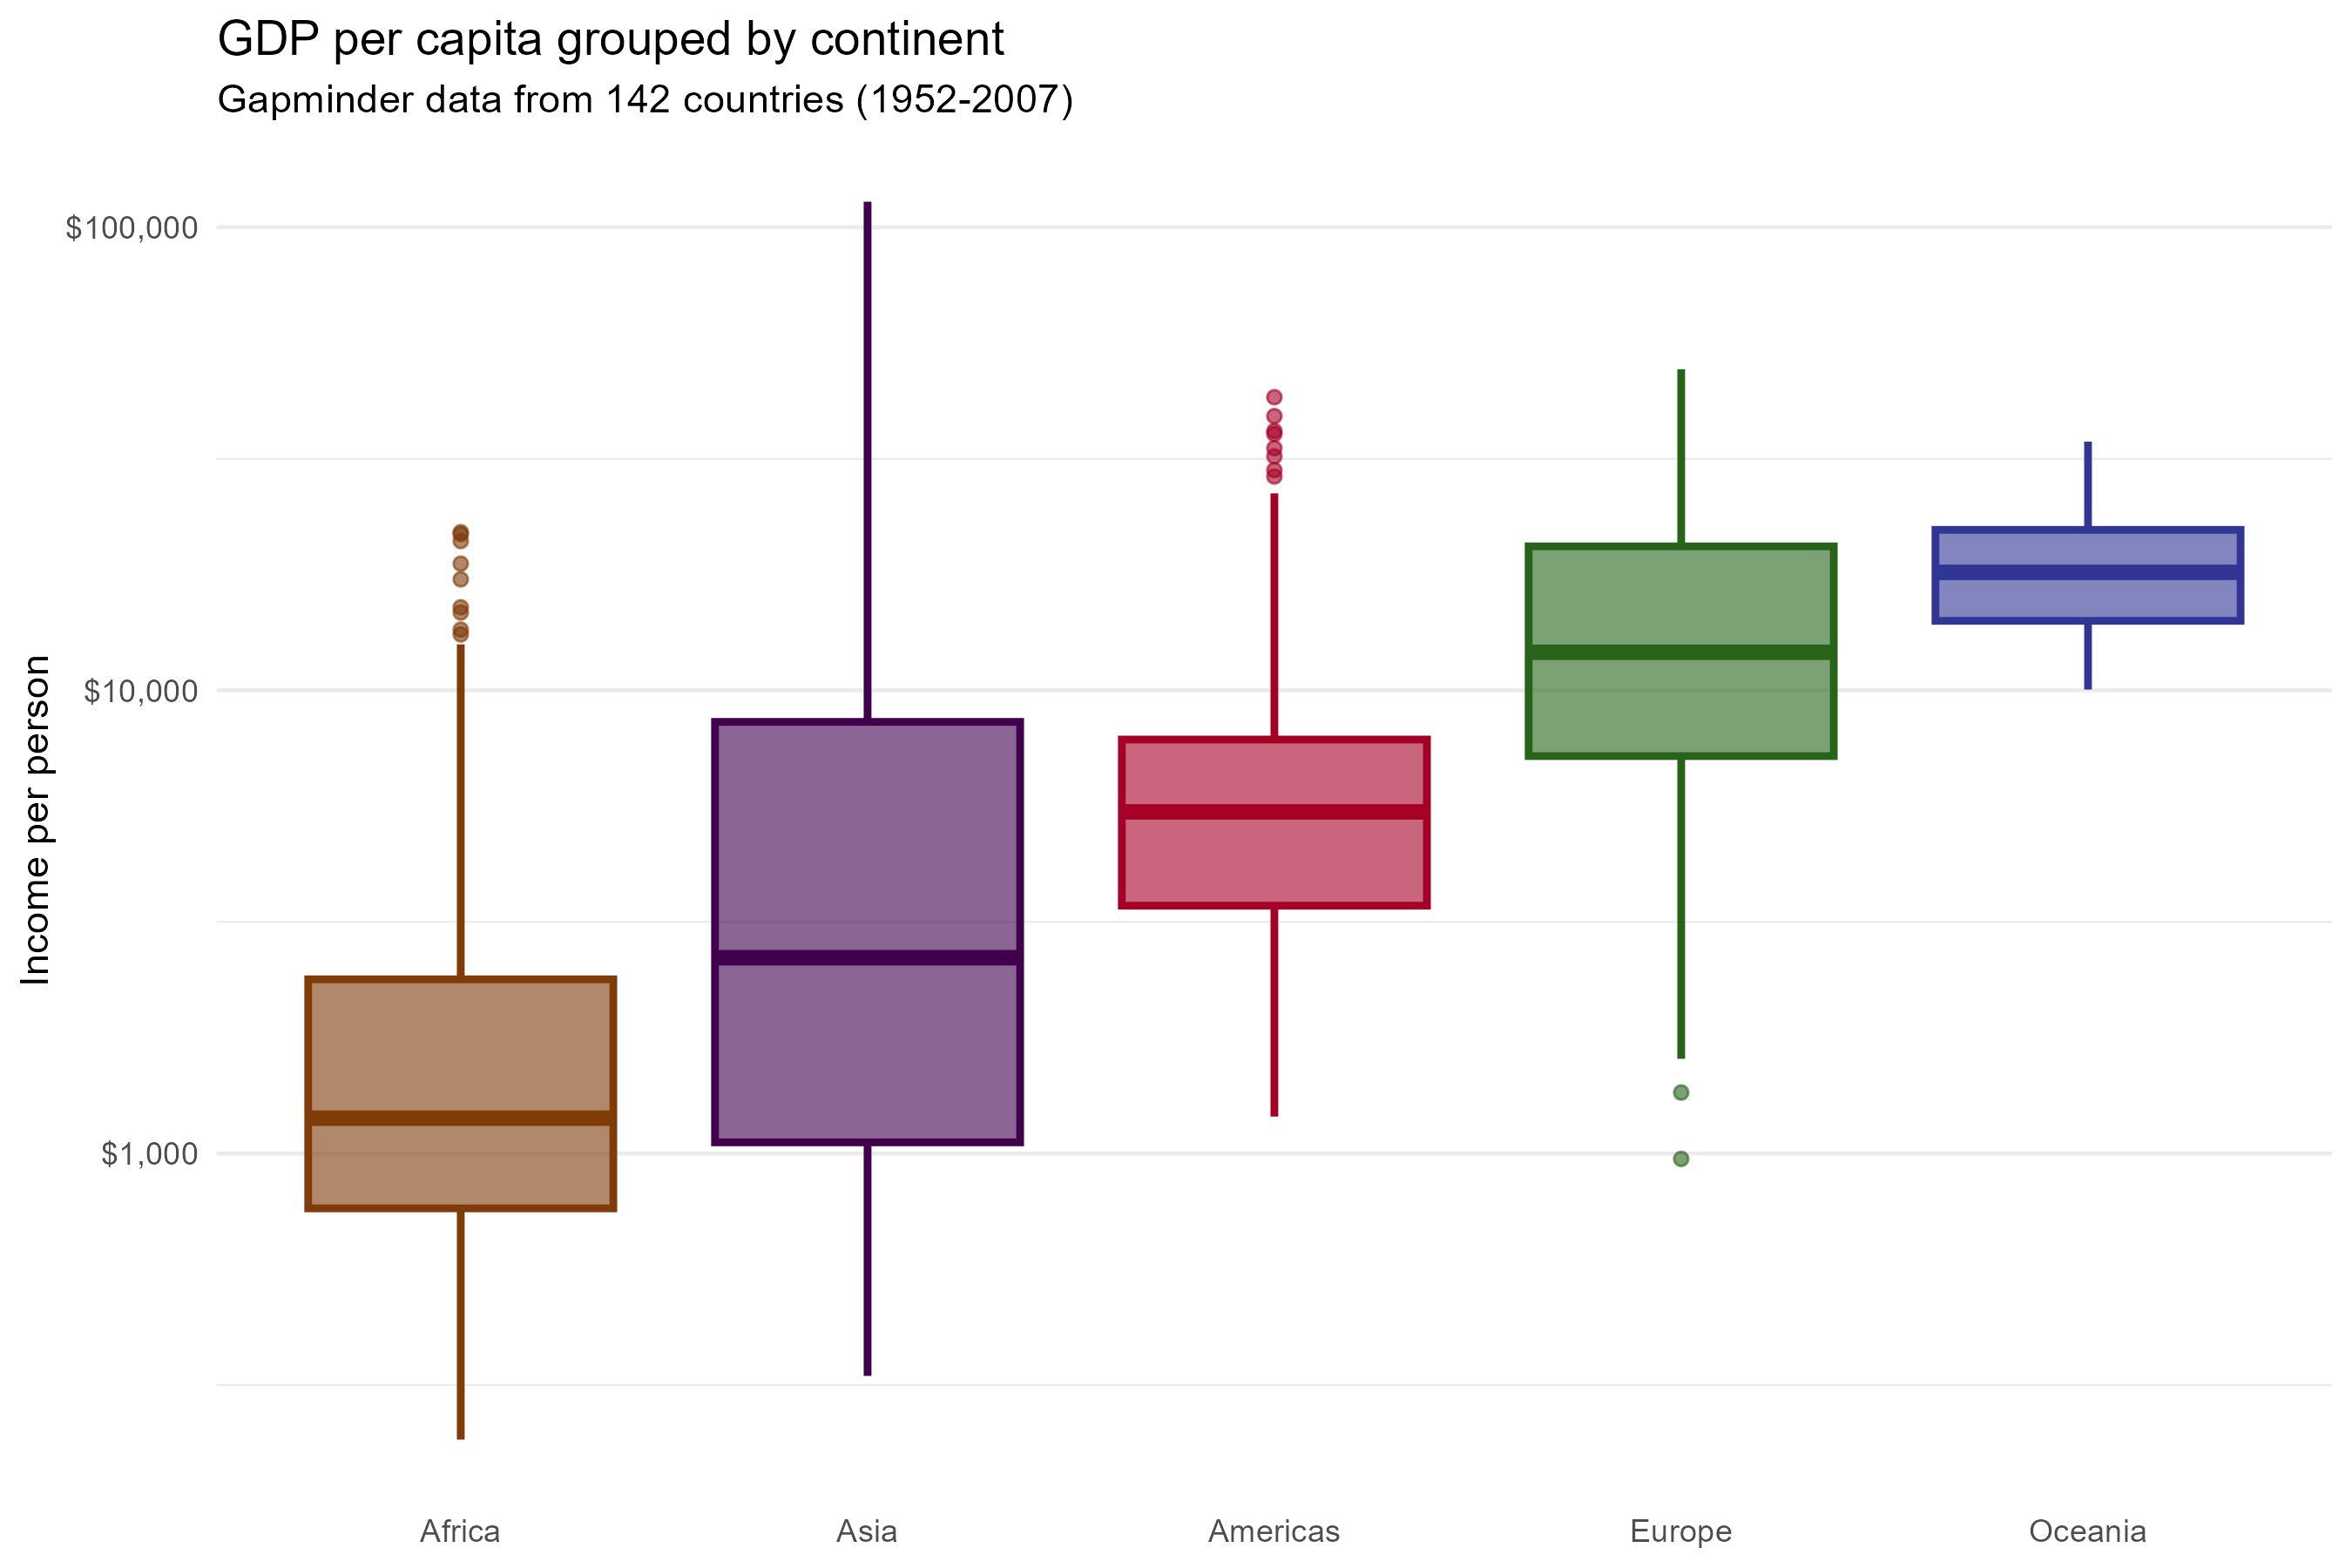 GDP per capita grouped by continent
Gapminder data from 142 countries (1952-2007)
$100,000
$10,000
$1,000
Income per person
Africa
Asia
Americas
Europe
Oceania